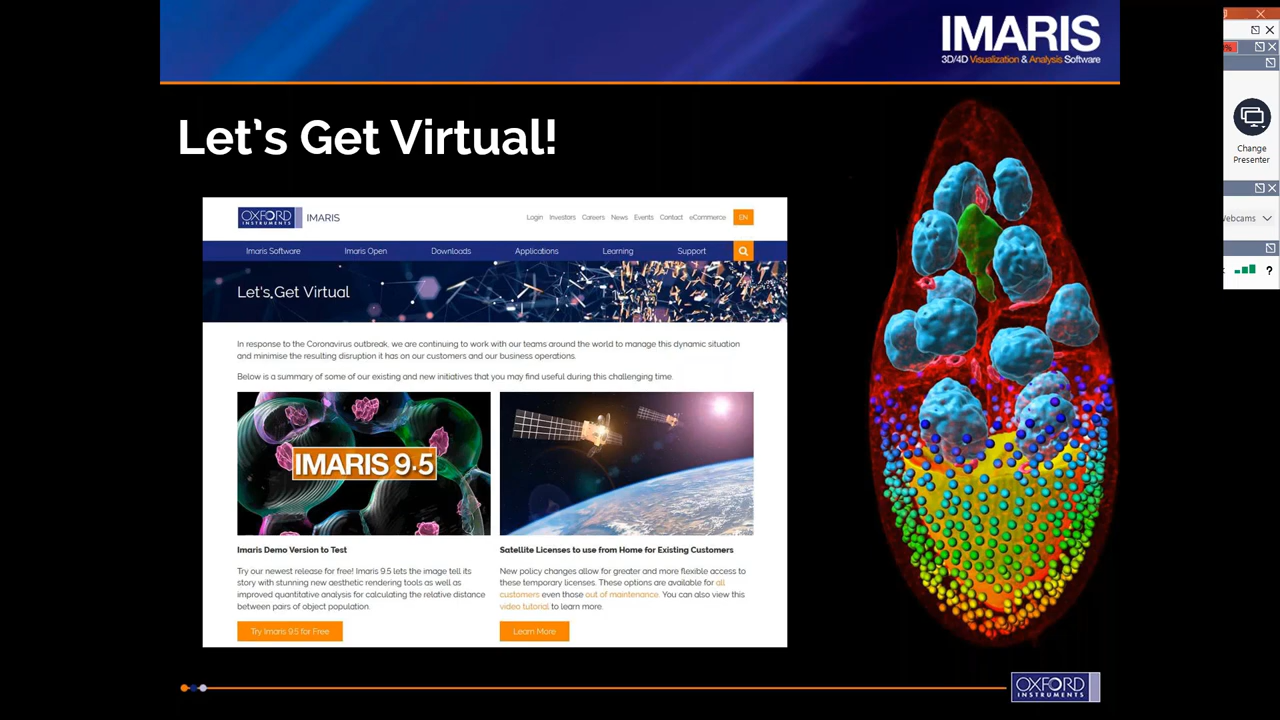 IMARIS
3D/4D Visualization & Analysis Software
Let's Get Virtual!
OXFORD
INSTRUMENTS
IMARIS
Login Investors Careers News Events Contact eCommerce EN
Imaris Software Imaris Open Downloads Applications Learning Support
Let's Get Virtual
In response to the Coronavirus outbreak, we are continuing to work with our teams around the world to manage this dynamic situation
and minimise the resulting disruption it has on our customers and our business operations.
Below is a summary of some of our existing and new initiatives that you may find useful during this challenging time.
IMARIS 9.5
Imaris Demo Version to Test
Try our newest release for free! Imaris 9.5 lets the image tell its
story with stunning new aesthetic rendering tools as well as
improved quantitative analysis for calculating the relative distance
between pairs of object population.
Try Imaris 9.5 for Free
Satellite Licenses to use from Home for Existing Customers
New policy changes allow for greater and more flexible access to
these temporary licenses. These options are available for all
customers even those out of maintenance. You can also view this
video tutorial to learn more.
Learn More
OXFORD
INSTRUMENTS
%
Change
Presenter
ebcams
?